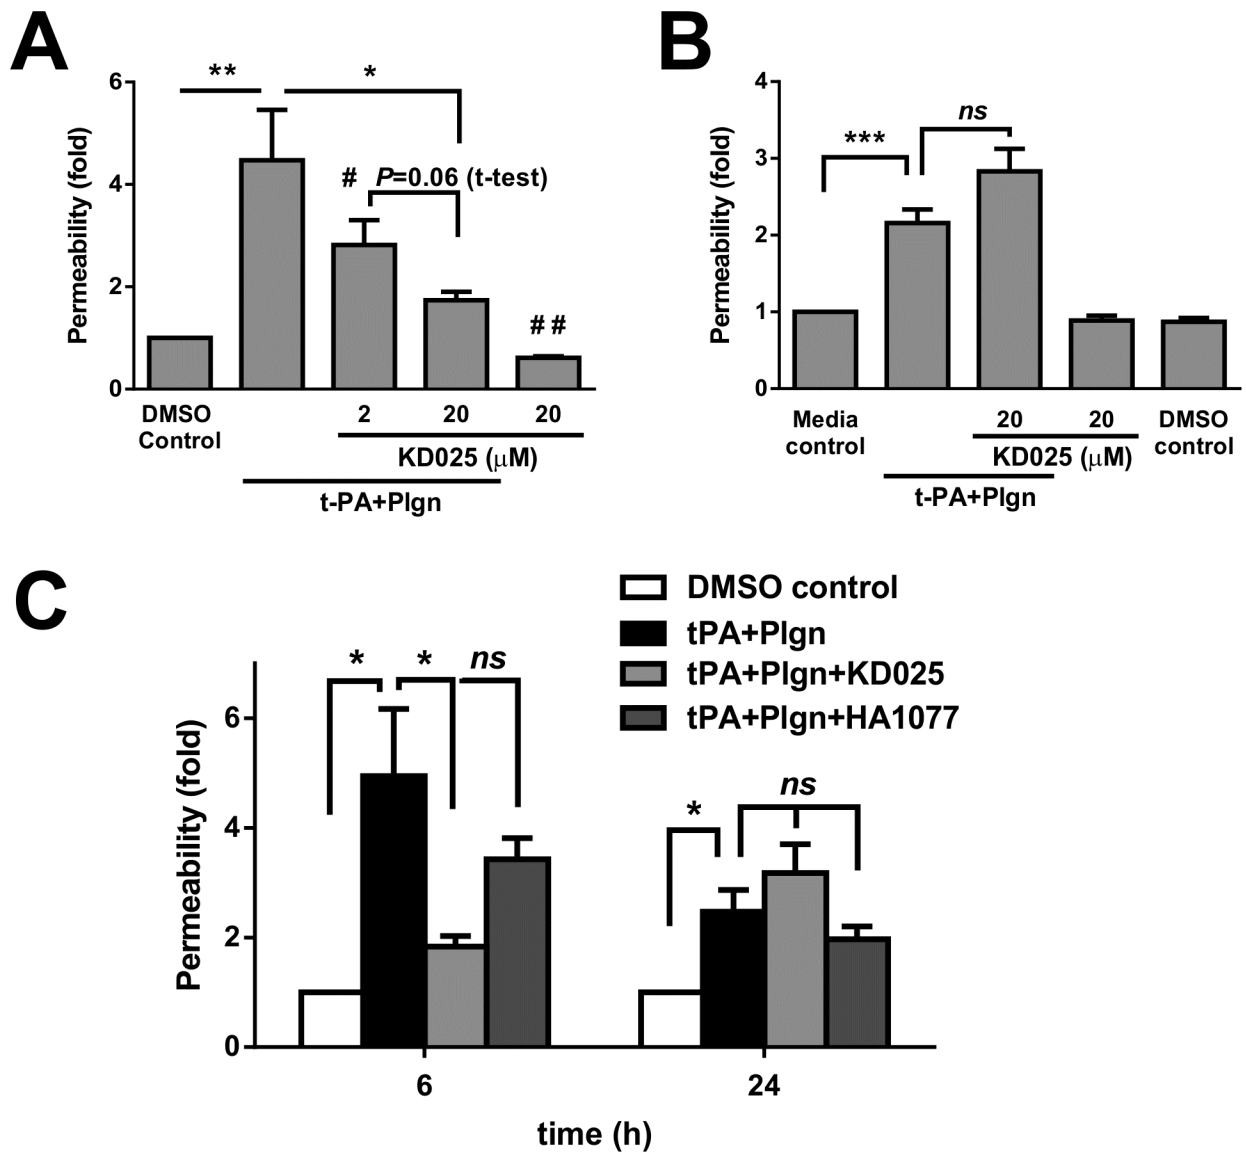 A
Permeability (fold)
6
4
2
0
**
*
#
P=0.06 (t-test)
##
DMSO
Control
2
20
20
KD025 (μM)
t-PA+Plgn
B
Permeability (fold)
4
3
2
1
0
***
ns
Media
control
20
20
DMSO
control
KD025 (μM)
t-PA+Plgn
C
DMSO control
tPA+Plgn
tPA+Plgn+KD025
tPA+Plgn+HA1077
Permeability (fold)
6
4
2
0
*
*
ns
*
ns
6
24
time (h)